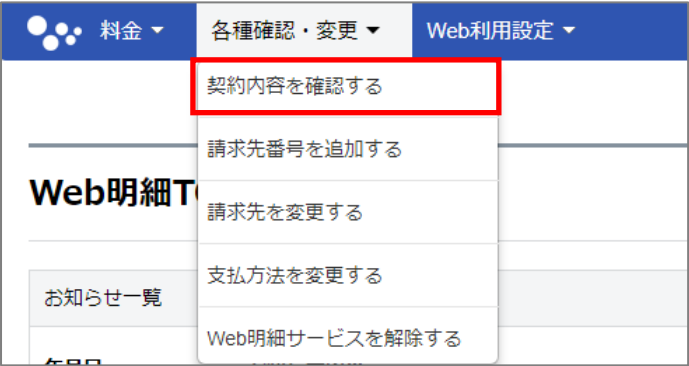 料金 各種確認・変更 Web利用設定
契約内容を確認する
請求先番号を追加する
Web明細T
請求先を変更する
支払方法を変更する
お知らせ一覧
Web明細サービスを解除する